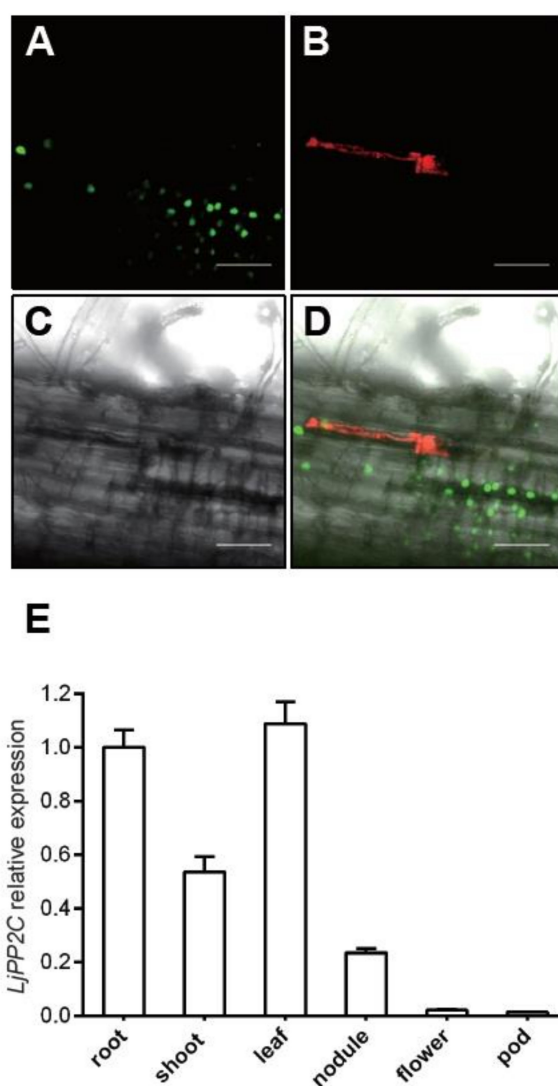 A
B
C
D
E
LjPP2C relative expression
1.2
1.0
0.8
0.6
0.4
0.2
0.0
root
shoot
leaf
nodule
flower
pod